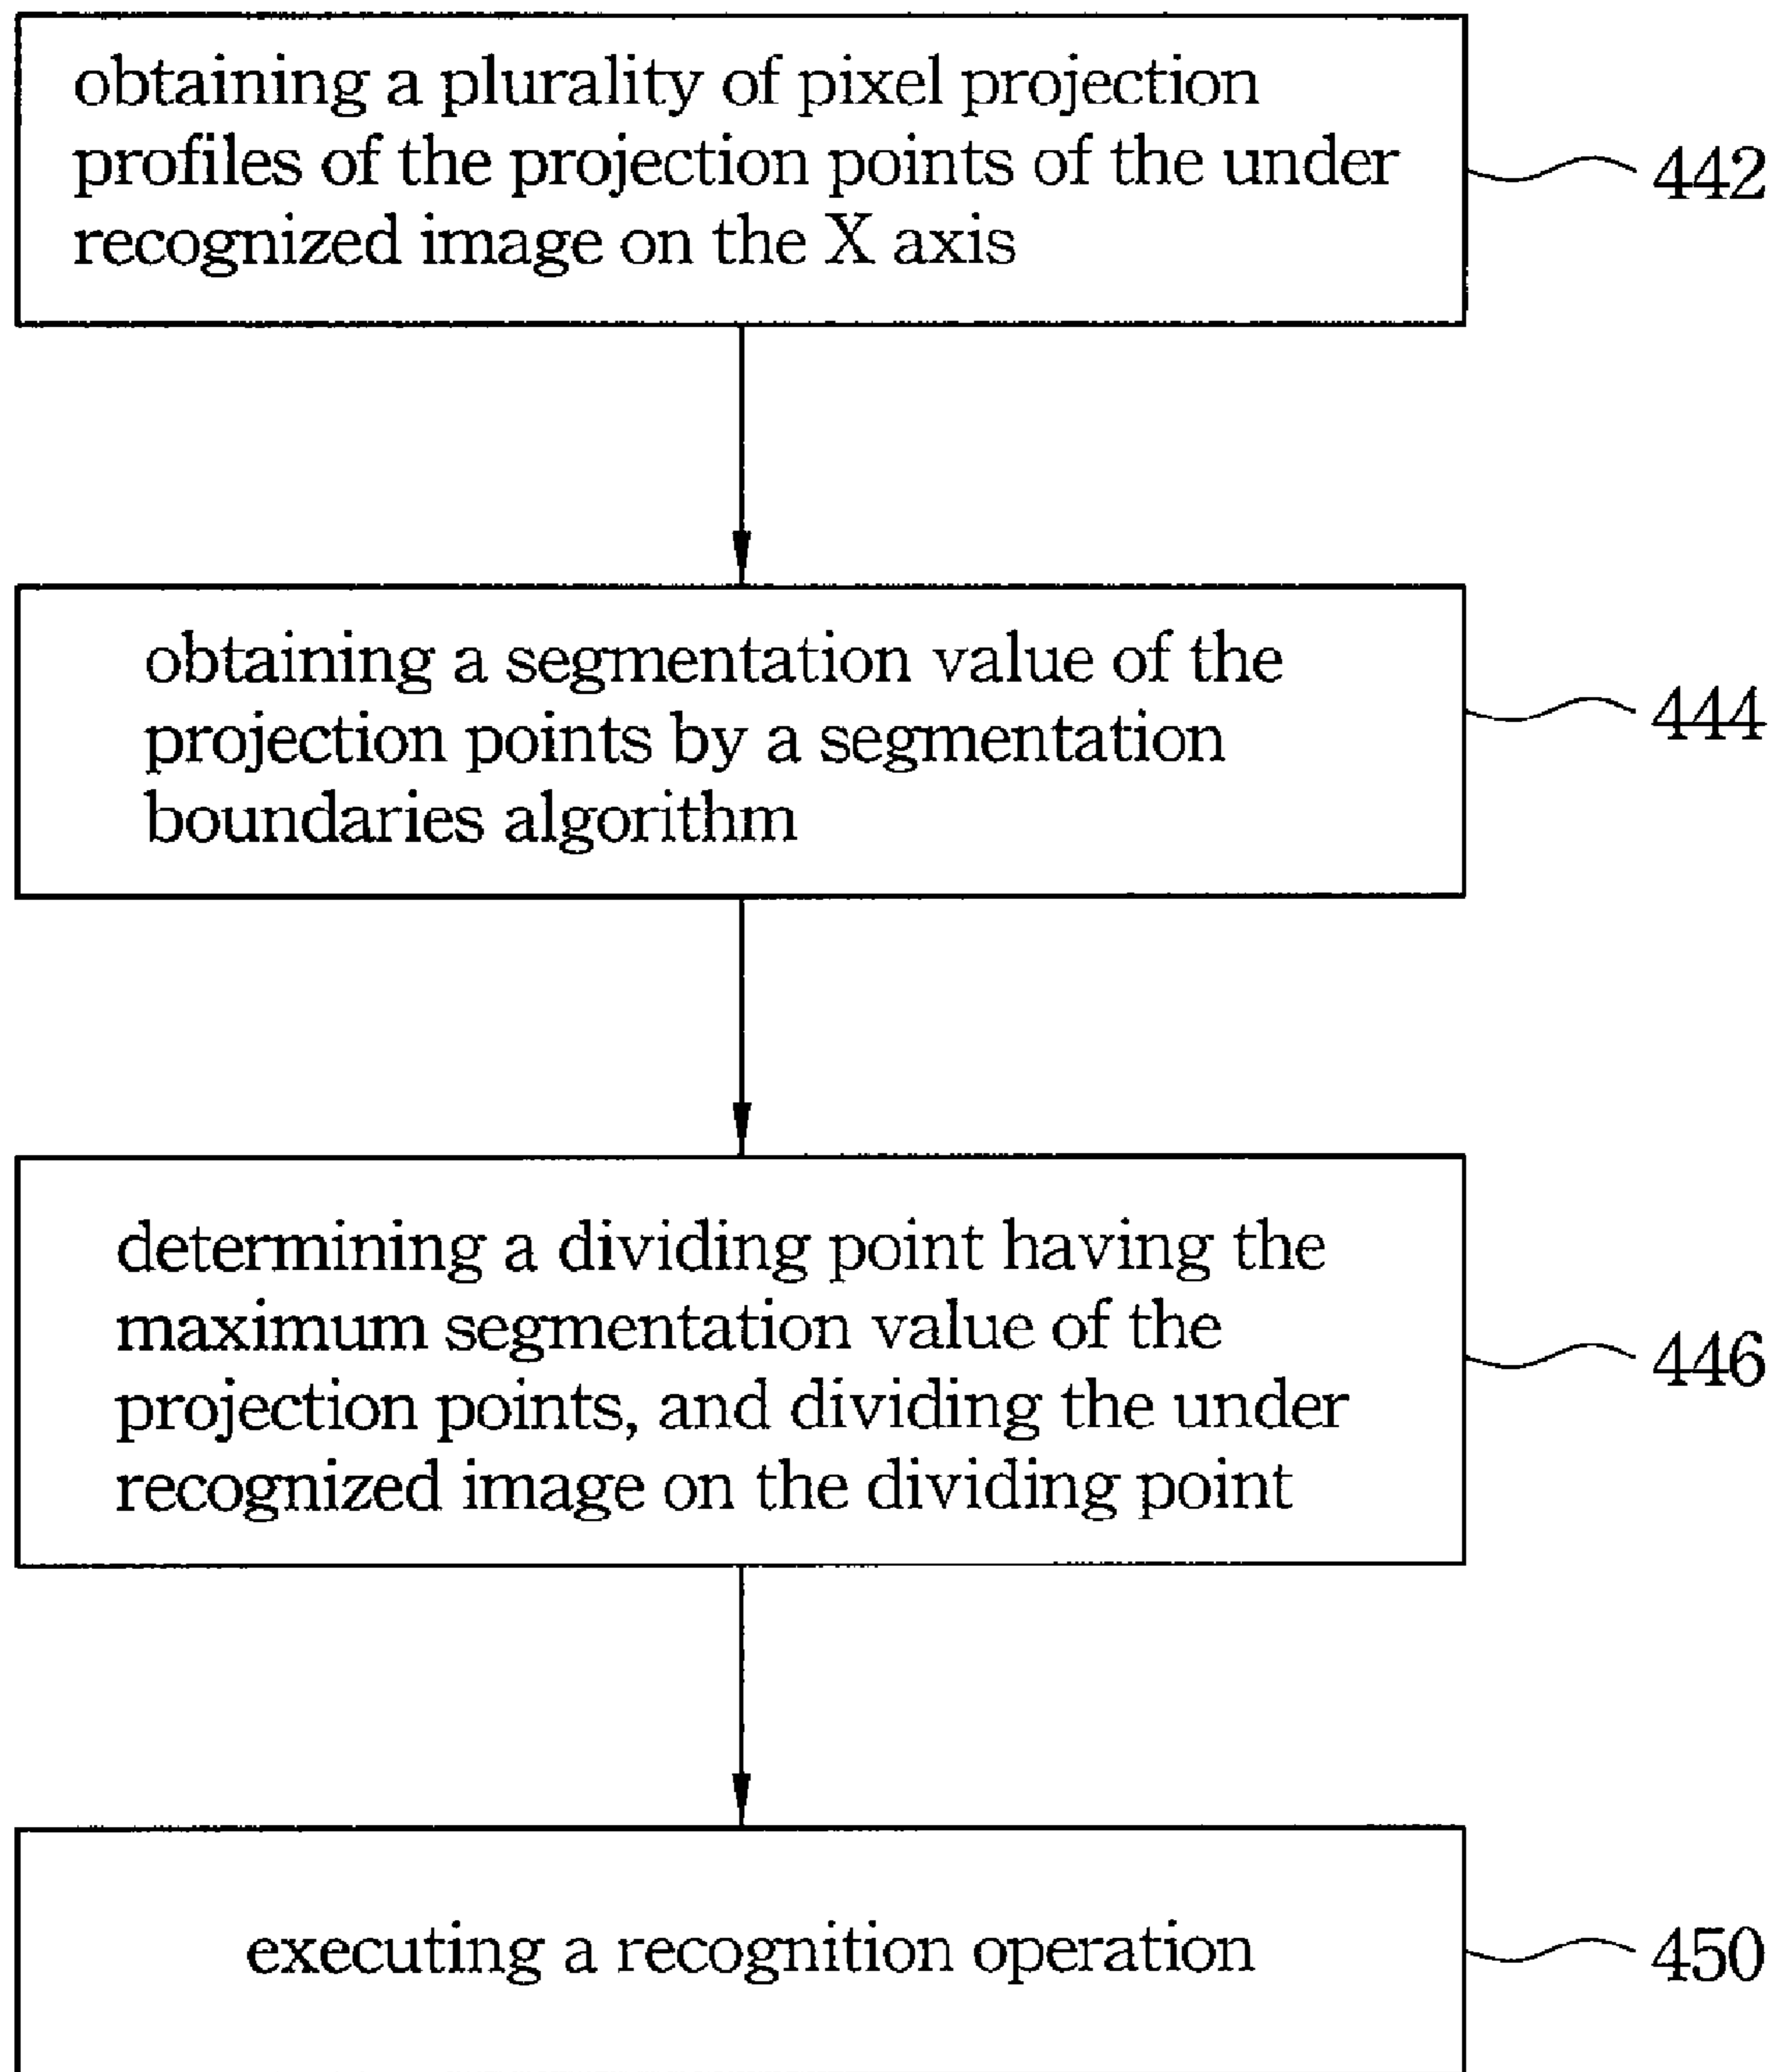 obtaining a plurality of pixel projection
profiles of the projection points of the under
recognized image on the X axis
442
obtaining a segmentation value of the
projection points by a segmentation
boundaries algorithm
444
determining a dividing point having the
maximum segmentation value of the
projection points, and dividing the under
recognized image on the dividing point
446
executing a recognition operation
450